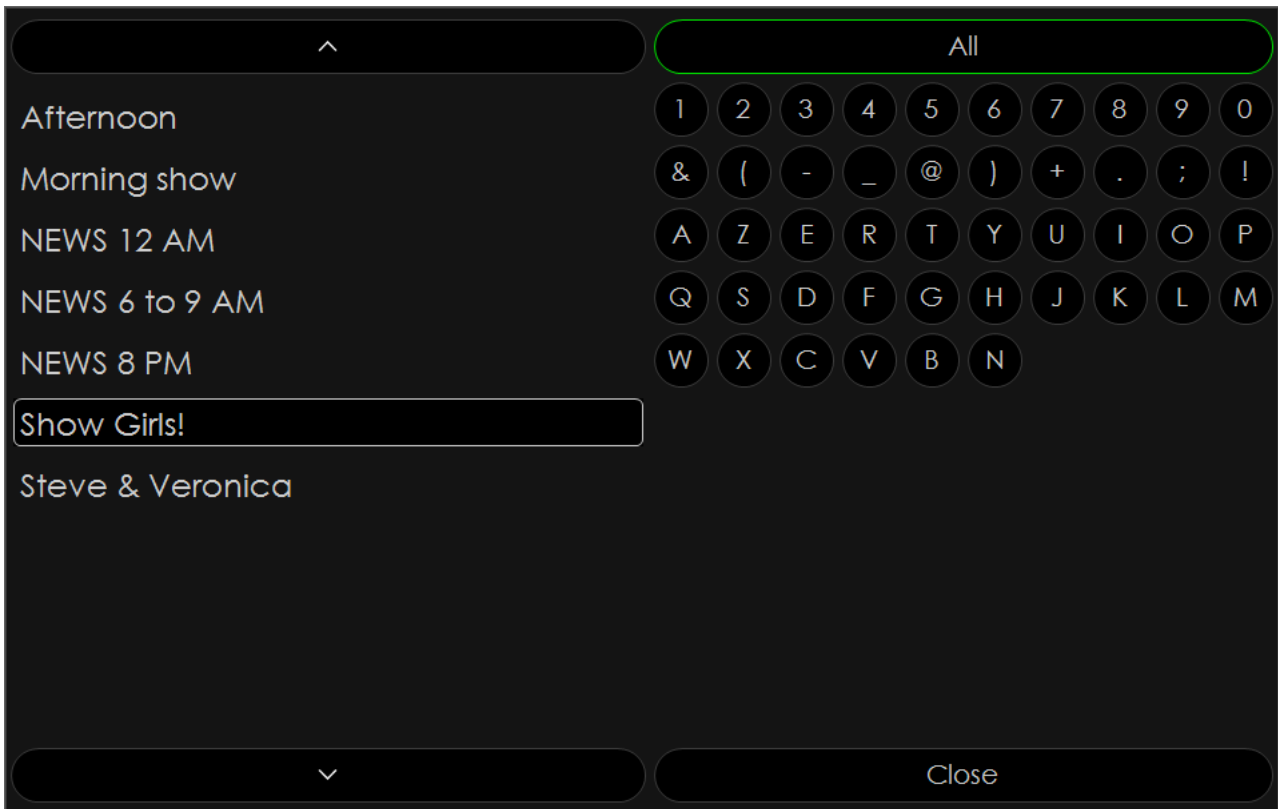 All
Afternoon
Morning show
NEWS 12 AM
NEWS 6 to 9 AM
NEWS 8 PM
Show Girls!
Steve & Veronica
1 2 3 4 5 6 7 8 9 0
& ( - _ @ ) + . ; !
A Z E R T Y U I O P
Q S D F G H J K L M
W X C V B N
Close